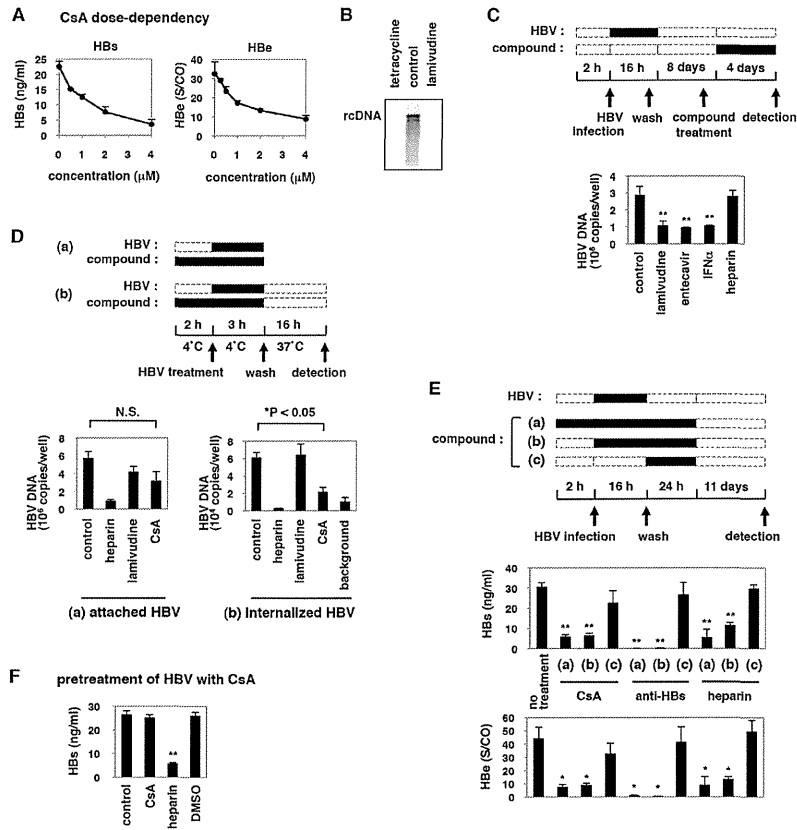 A CsA dose-dependency
HBs
HBe
HBs (ng/ml)
25
20
15
10
5
0
0 1 2 3 4
concentration (μM)
HBe (S/CO)
40
30
20
10
0
0 1 2 3 4
concentration (μM)
B
tetracycline
control
lamivudine
rcDNA
C
HBV :
compound :
2 h 16 h 8 days 4 days
HBV infection
wash
compound treatment
detection
HBV DNA
(10⁶ copies/well)
4
3
2
1
0
** ** **
control
lamivudine
entecavir
IFNα
heparin
D
(a) HBV :
compound :
(b) HBV :
compound :
2 h 3 h 16 h
4˚C 4˚C 37˚C
HBV treatment wash detection
N.S.
HBV DNA
(10⁶ copies/well)
8
6
4
2
0
control
heparin
lamivudine
CsA
(a) attached HBV
*P < 0.05
HBV DNA
(10⁴ copies/well)
8
6
4
2
0
control
heparin
lamivudine
CsA
background
(b) internalized HBV
E
HBV :
compound :
(a)
(b)
(c)
2 h 16 h 24 h 11 days
HBV infection wash detection
HBs (ng/ml)
40
30
20
10
0
** ** ** ** ** **
no treatment
(a) (b) (c) (a) (b) (c) (a) (b) (c)
CsA anti-HBs heparin
HBe (S/CO)
60
50
40
30
20
10
0
* * * * * *
F pretreatment of HBV with CsA
HBs (ng/ml)
30
20
10
0
**
control
CsA
heparin
DMSO